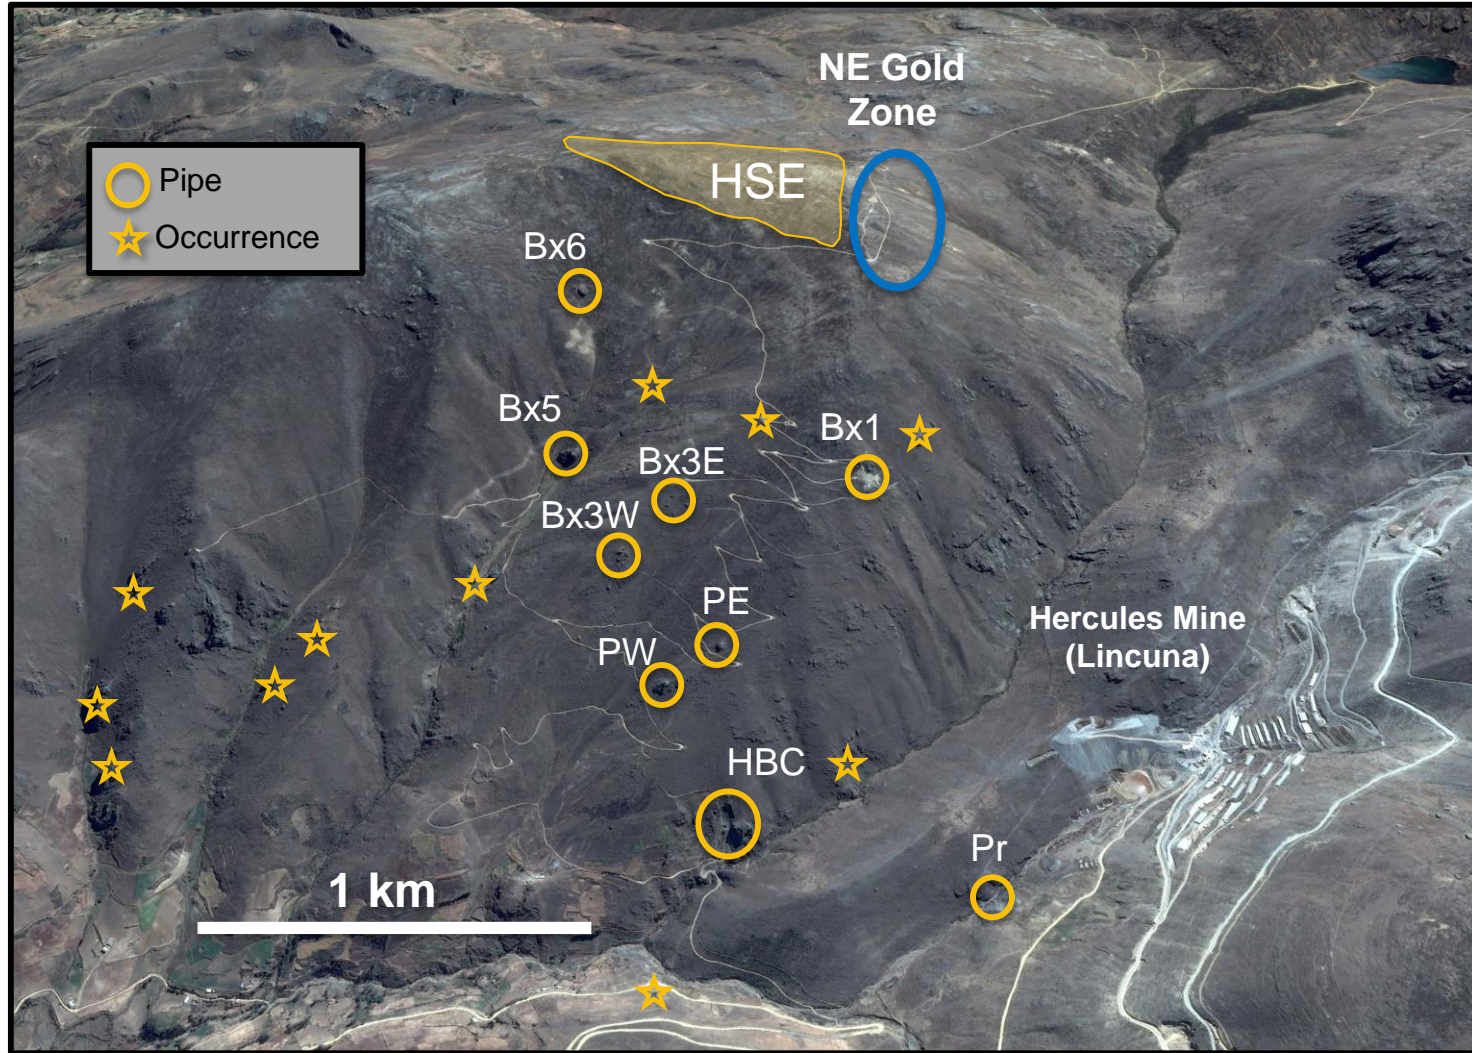 NE Gold
Zone
HSE
Pipe
Occurrence
Bx6
Bx5
Bx1
Bx3E
Bx3W
PE
PW
Hercules Mine
(Lincuna)
HBC
Pr
1 km